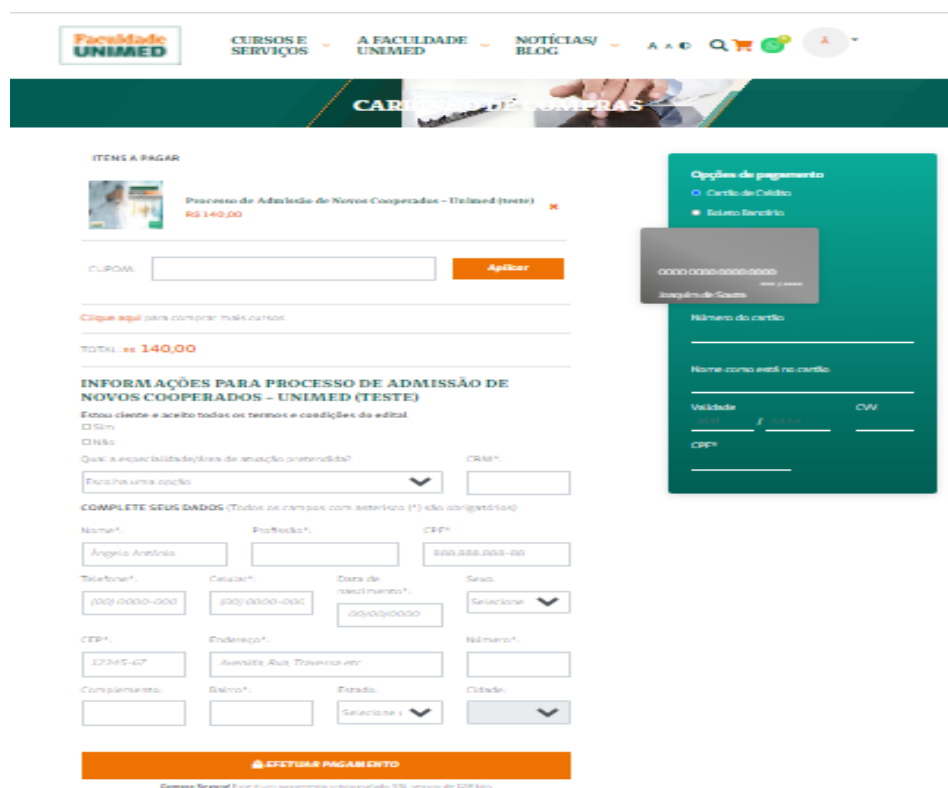 Faculdade
UNIMED
CURSOS E
SERVIÇOS
A FACULDADE
UNIMED
NOTÍCIAS/
BLOG
A A
CARRINHO DE COMPRAS
ITENS A PAGAR
Processo de Admissão de Novos Cooperados - Unimed (teste)
R$ 140,00
CUPOM:
Aplicar
Clique aqui para comprar mais cursos
TOTAL: R$ 140,00
INFORMAÇÕES PARA PROCESSO DE ADMISSÃO DE
NOVOS COOPERADOS – UNIMED (TESTE)
Estou ciente e aceito todos os termos e condições do edital
Sim
Não
Qual a especialidade/área de atuação pretendida?
CRM*:
Escolha uma opção
COMPLETE SEUS DADOS (Todos os campos com asterisco (*) são obrigatórios)
Nome*: Profissão*: CPF*
Ângelo Antônio 000.000.000-00
Telefone*: Celular*: Data de
nascimento*: Sexo:
(00) 0000-000 (00) 0000-000 00/00/0000 Selecione
CEP*: Endereço*: Número*:
12345-67 Avenida, Rua, Travessa etc
Complemento: Bairro*: Estado: Cidade:
Selecione
EFETUAR PAGAMENTO
Opções de pagamento
Cartão de Crédito
Boleto Bancário
0000 0000 0000 0000
Joaquim de Souza
Número do cartão
Nome como está no cartão
Validade CVV
/
CPF*